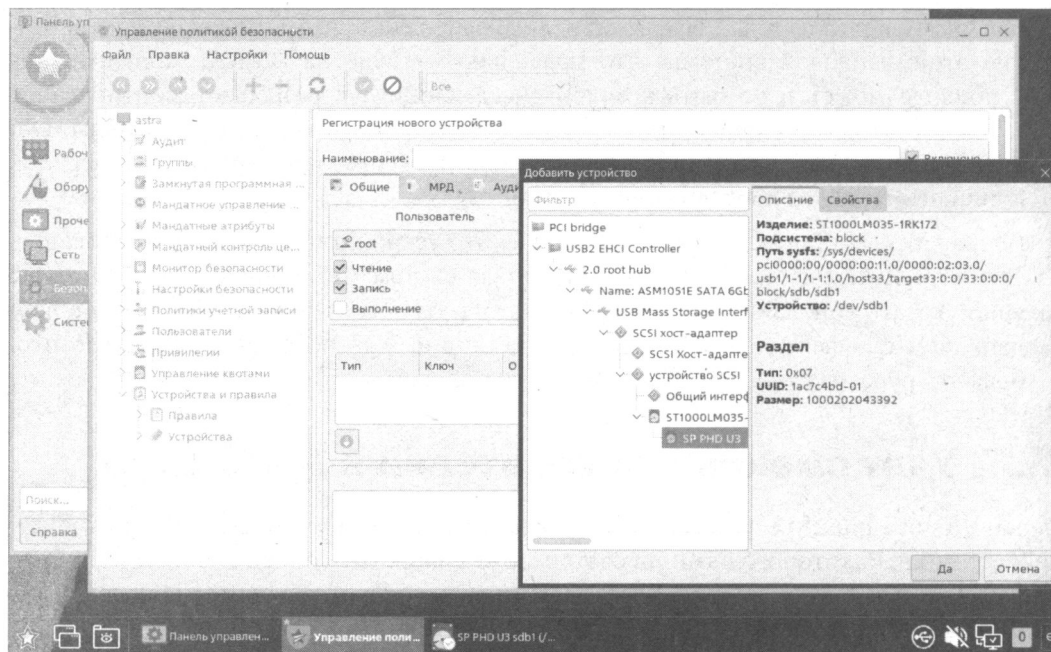 Панель уп
Управление политикой безопасности
Файл Правка Настройки Помощь
Все
astra
Аудит
Группы
Замкнутая программная ...
Мандатное управление ...
Мандатные атрибуты
Мандатный контроль це...
Монитор безопасности
Настройки безопасности
Политики учетной записи
Пользователи
Привилегии
Управление квотами
Устройства и правила
Правила
Устройства
Рабоч
Обору
Проче
Сеть
Безоп
Систем
Поиск...
Справка
Регистрация нового устройства
Наименование:
Включено
Общие МРД Ауди
Пользователь
root
Чтение
Запись
Выполнение
Тип Ключ О
Добавить устройство
Фильтр
PCI bridge
USB2 EHCI Controller
2.0 root hub
Name: ASM1051E SATA 6Gb
USB Mass Storage Interf
SCSI хост-адаптер
SCSI Хост-адапте
устройство SCSI
Общий интерф
ST1000LM035-
SP PHD U3
Описание Свойства
Изделие: ST1000LM035-1RK172
Подсистема: block
Путь sysfs: /sys/devices/
pci0000:00/0000:00:11.0/0000:02:03.0/
usb1/1-1/1-1:1.0/host33/target33:0:0/33:0:0:0/
block/sdb/sdb1
Устройство: /dev/sdb1
Раздел
Тип: 0x07
UUID: 1ac7c4bd-01
Размер: 1000202043392
Да Отмена
Панель управлен... Управление поли... SP PHD U3 sdb1 (/...
0